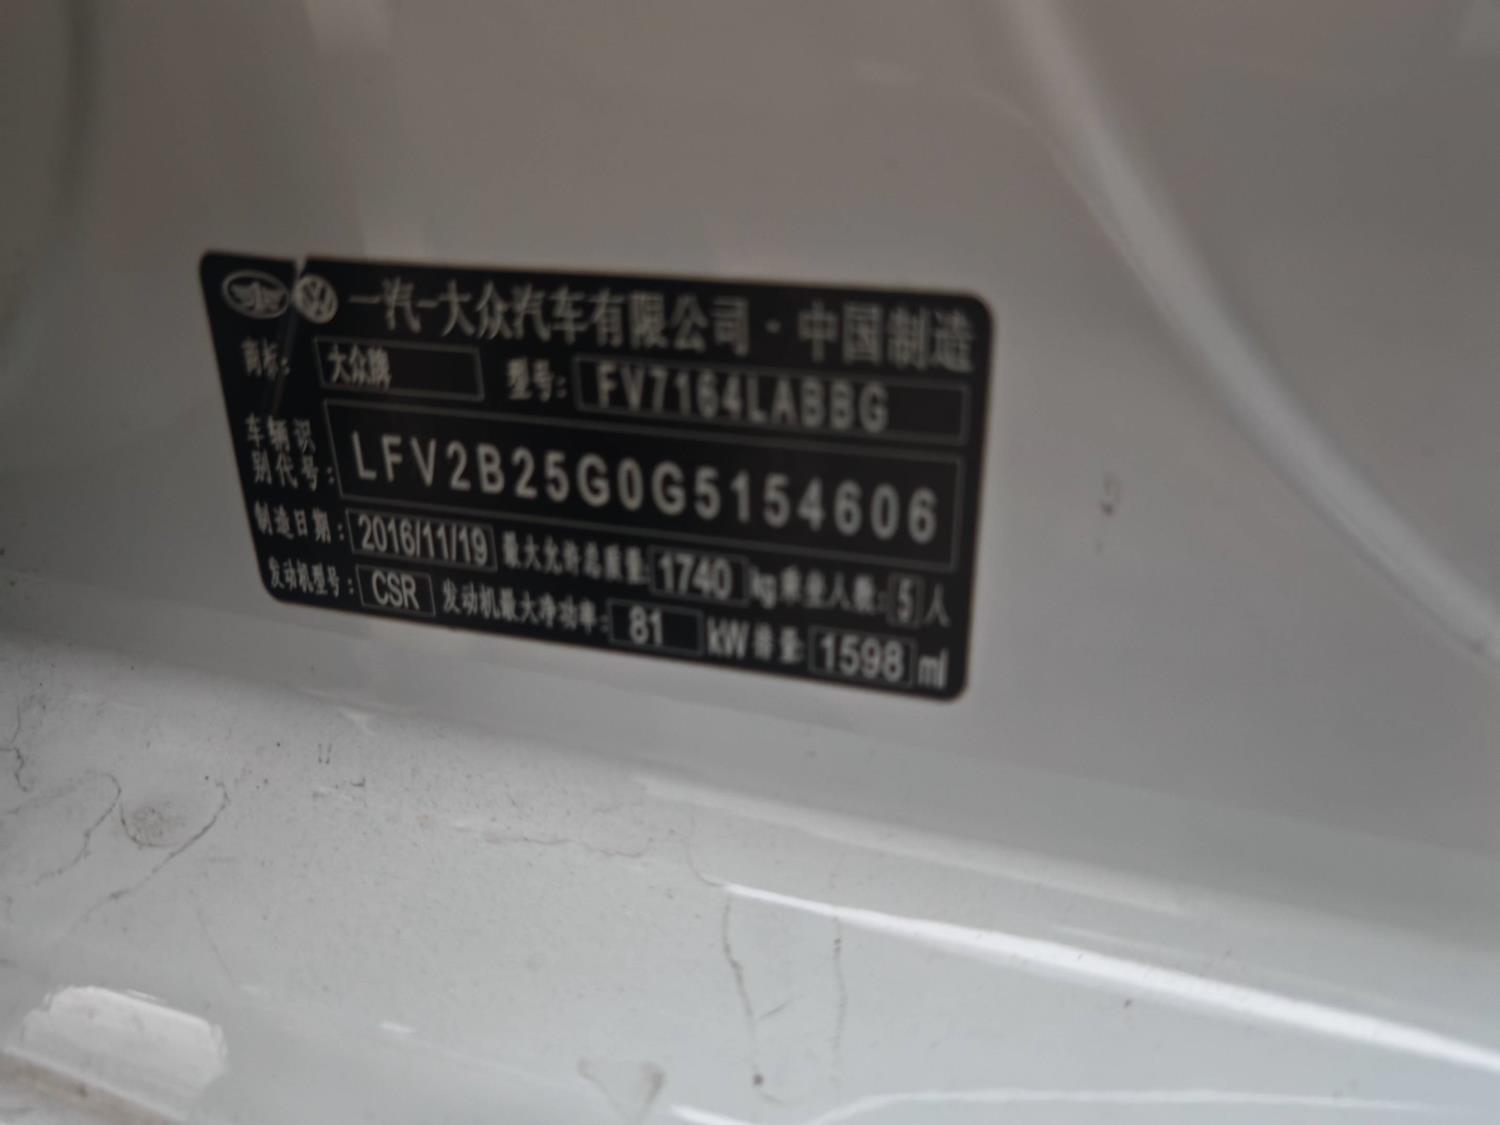 一汽-大众汽车有限公司·中国制造
商标: 大众牌 型号: FV7164LABBG
车辆识别代号: LFV2B25G0G5154606
制造日期: 2016/11/19 最大允许总质量: 1740 kg 乘坐人数: 5 人
发动机型号: CSR 发动机最大净功率: 81 kW 排量: 1598 ml